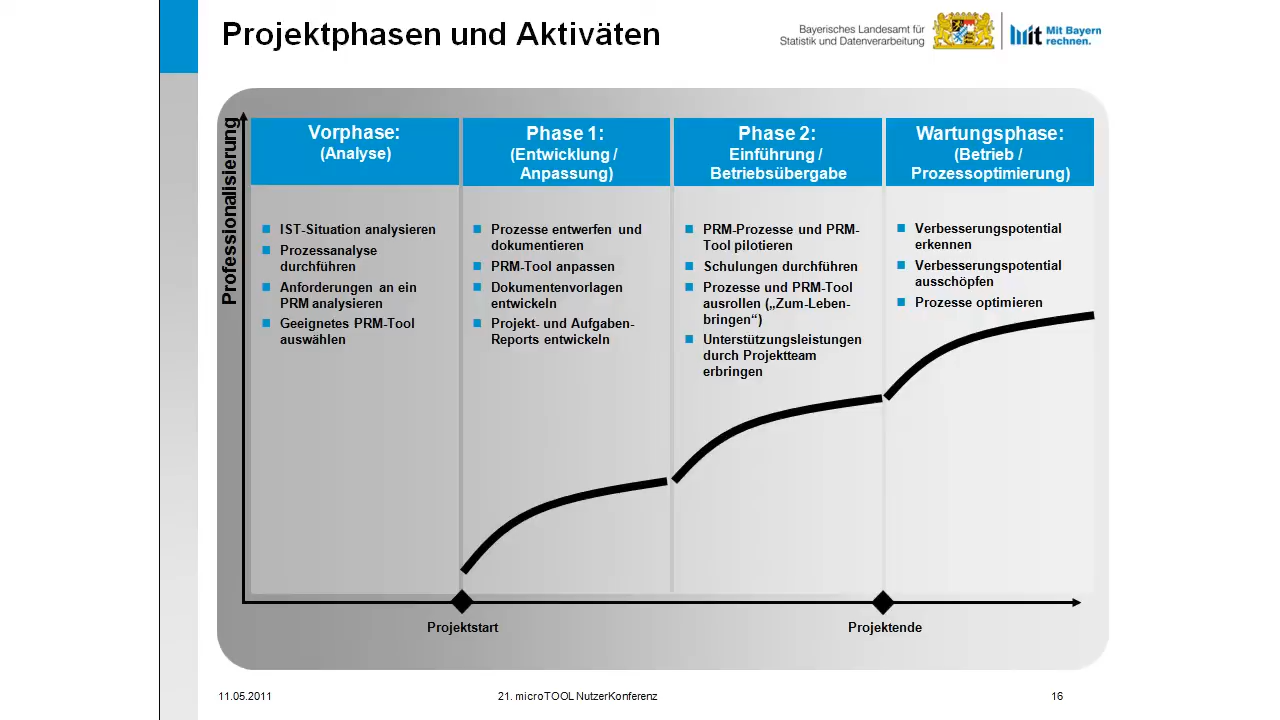 Projektphasen und Aktiväten
Bayerisches Landesamt für
Statistik und Datenverarbeitung
mit Mit Bayern
rechnen.
Professionalisierung
Vorphase:
(Analyse)
IST-Situation analysieren
Prozessanalyse
durchführen
Anforderungen an ein
PRM analysieren
Geeignetes PRM-Tool
auswählen
Phase 1:
(Entwicklung /
Anpassung)
Prozesse entwerfen und
dokumentieren
PRM-Tool anpassen
Dokumentenvorlagen
entwickeln
Projekt- und Aufgaben-
Reports entwickeln
Phase 2:
Einführung /
Betriebsübergabe
PRM-Prozesse und PRM-
Tool pilotieren
Schulungen durchführen
Prozesse und PRM-Tool
ausrollen („Zum-Leben-
bringen“)
Unterstützungsleistungen
durch Projektteam
erbringen
Wartungsphase:
(Betrieb /
Prozessoptimierung)
Verbesserungspotential
erkennen
Verbesserungspotential
ausschöpfen
Prozesse optimieren
Projektstart
Projektende
11.05.2011
21. microTOOL NutzerKonferenz
16